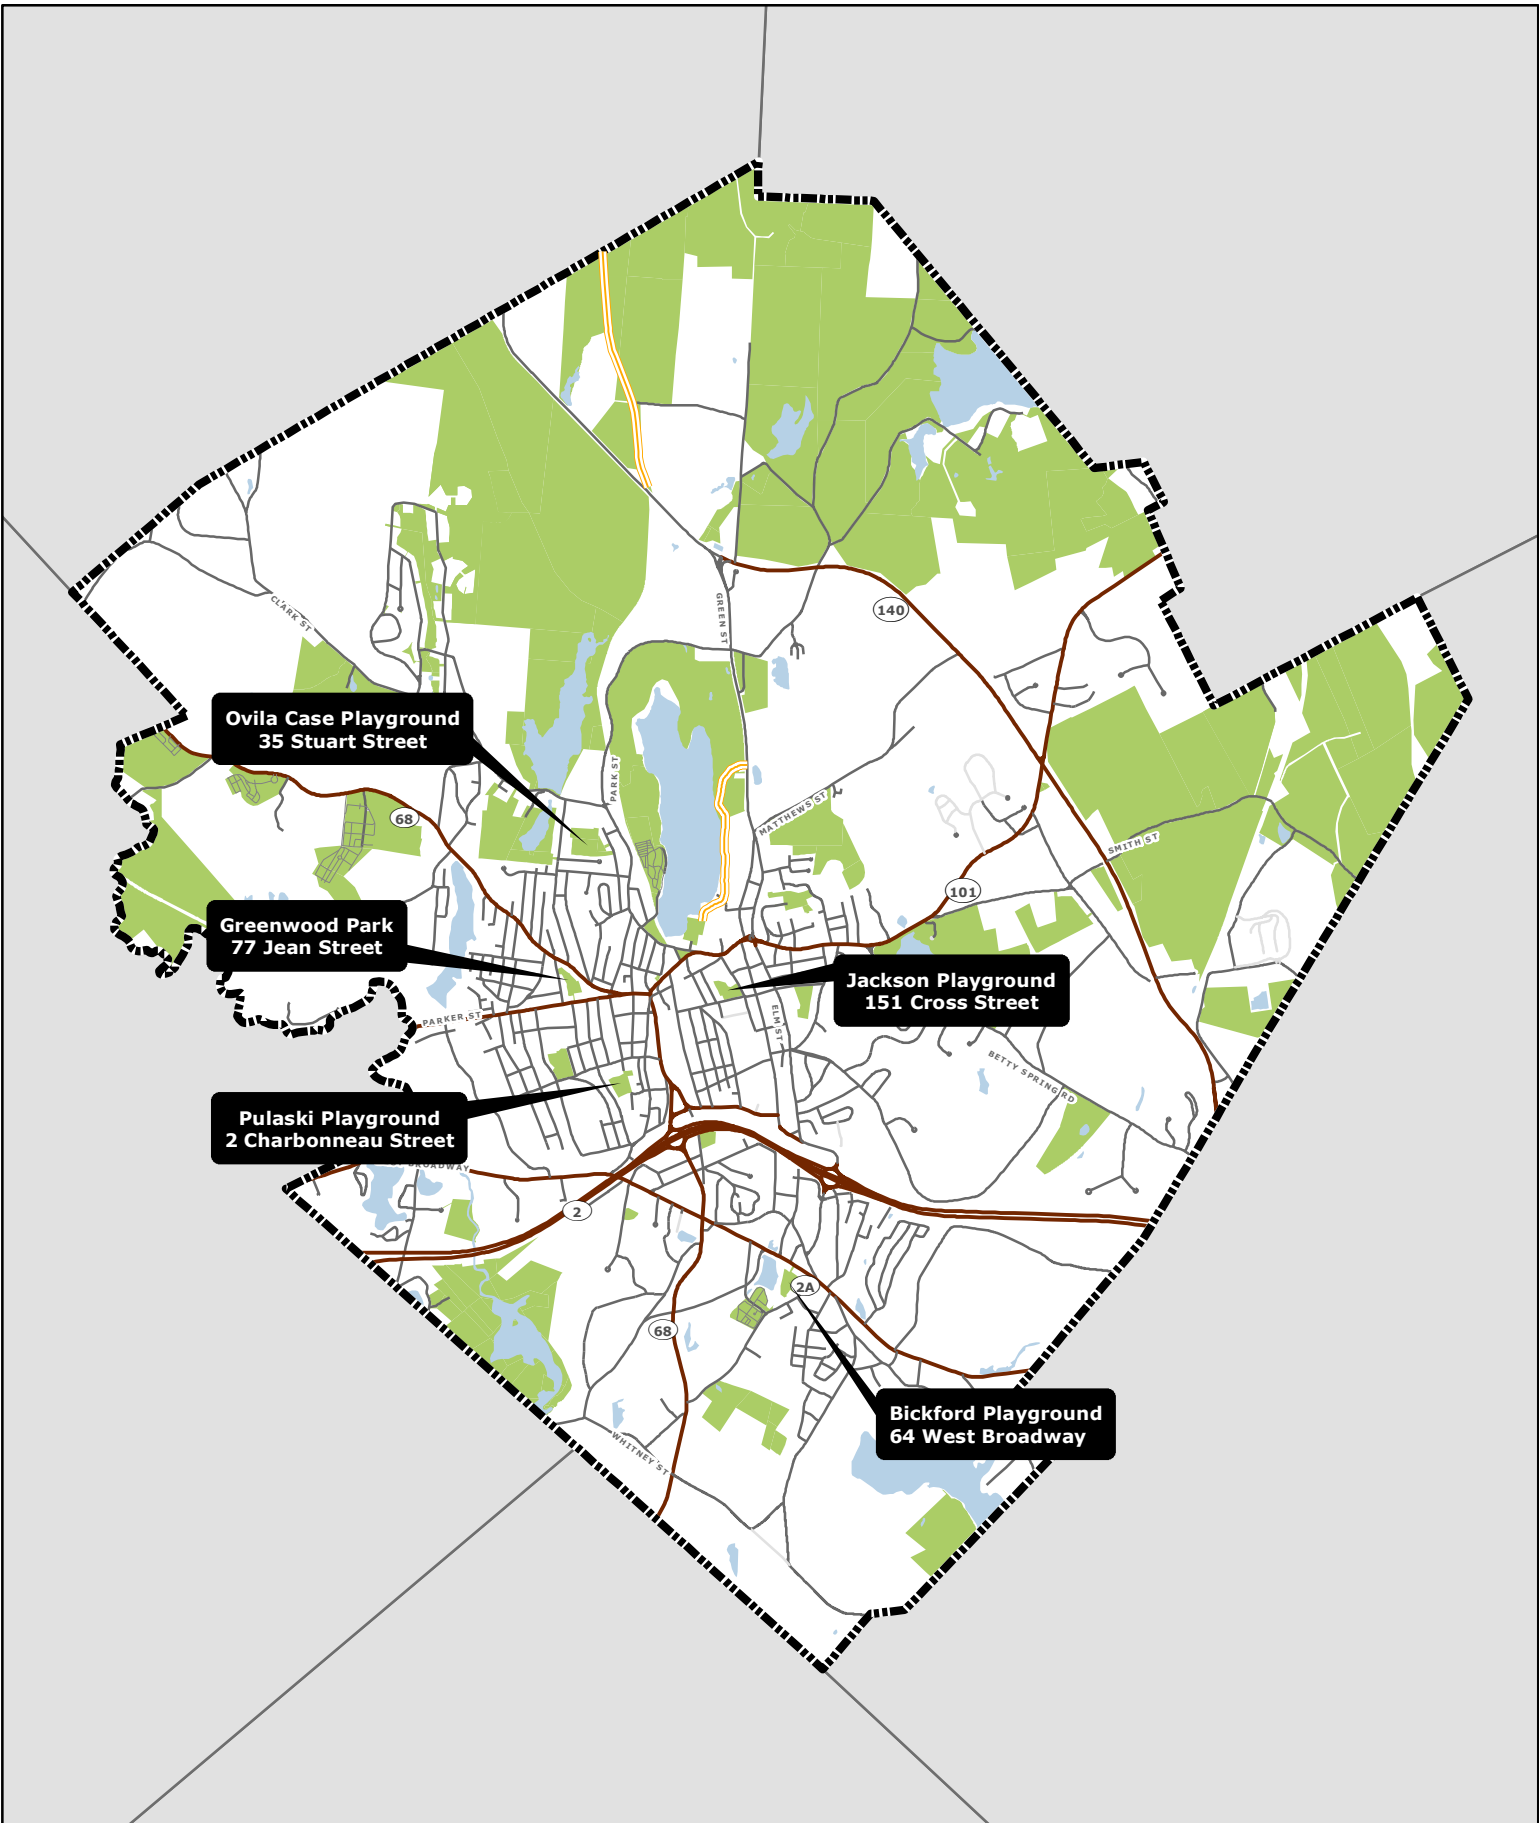 140
GREEN ST
CLARK ST
Ovila Case Playground
35 Stuart Street
PARK ST
MATTHEWS ST
68
SMITH ST
101
Greenwood Park
77 Jean Street
Jackson Playground
151 Cross Street
PARKER ST
ELM ST
BETTY SPRING RD
Pulaski Playground
2 Charbonneau Street
BROADWAY
2
2A
68
Bickford Playground
64 West Broadway
WHITNEY ST